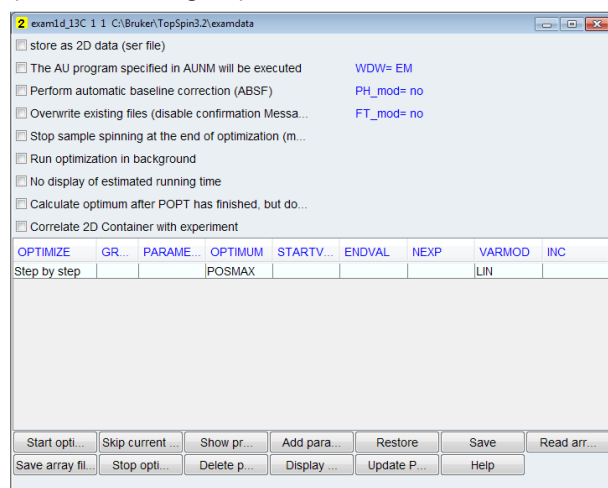 2 exam1d_13C 1 1 C:\Bruker\TopSpin3.2\examdata
store as 2D data (ser file)
The AU program specified in AUNM will be executed WDW= EM
Perform automatic baseline correction (ABSF) PH_mod= no
Overwrite existing files (disable confirmation Messa... FT_mod= no
Stop sample spinning at the end of optimization (m...
Run optimization in background
No display of estimated running time
Calculate optimum after POPT has finished, but do...
Correlate 2D Container with experiment
OPTIMIZE GR... PARAME... OPTIMUM STARTV... ENDVAL NEXP VARMOD INC
Step by step POSMAX LIN
Start opti... Skip current ... Show pr... Add para... Restore Save Read arr...
Save array fil... Stop opti... Delete p... Display ... Update P... Help